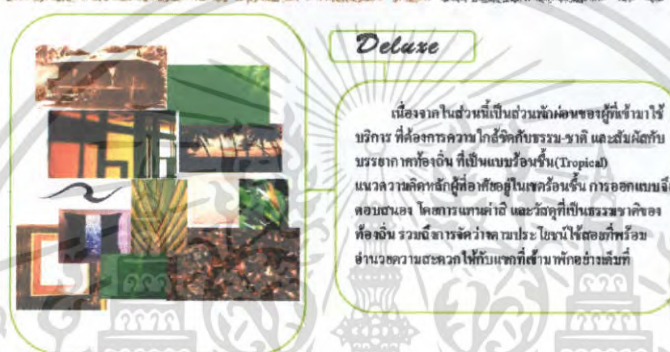 Deluxe
เนื่องจากในส่วนนี้เป็นส่วนพักผ่อนของผู้ที่เข้ามาใช้
บริการ ที่ต้องการความใกล้ชิดกับธรรม-ชาติ และสัมผัสกับ
บรรยากาศท้องถิ่น ที่เป็นแบบร้อนชื้น(Tropical)
แนวความคิดหลักผู้ที่อาศัยอยู่ในเขตร้อนชื้น การออกแบบจึ
ตอบสนอง โดยการแทนค่าสี และวัสดุที่เป็นธรรมชาติของ
ท้องถิ่น รวมถึงการจัดวางตามประโยชน์ใช้สอยที่พร้อม
อำนวยความสะดวกให้กับแขกที่เข้ามาพักอย่างเต็มที่